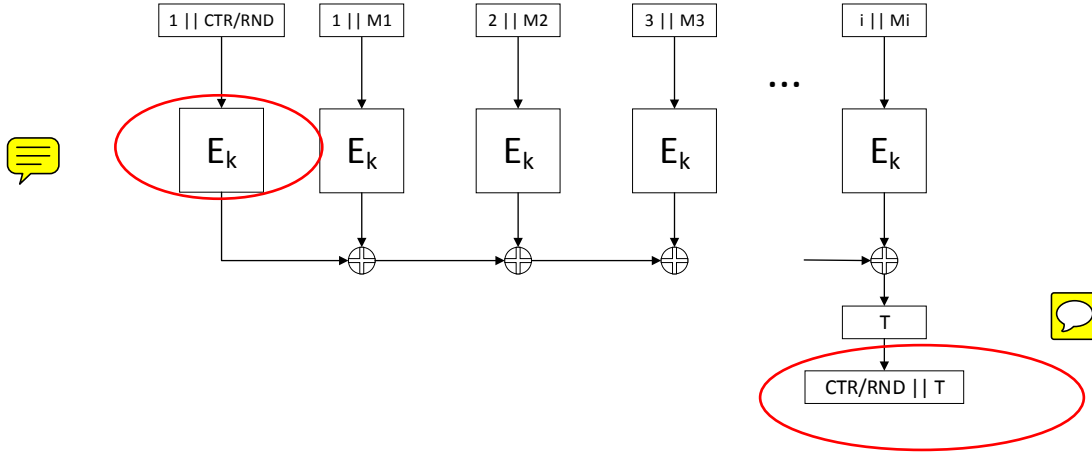 1 || CTR/RND
1 || M1
2 || M2
3 || M3
i || Mi
...
Ek
Ek
Ek
Ek
Ek
T
CTR/RND || T